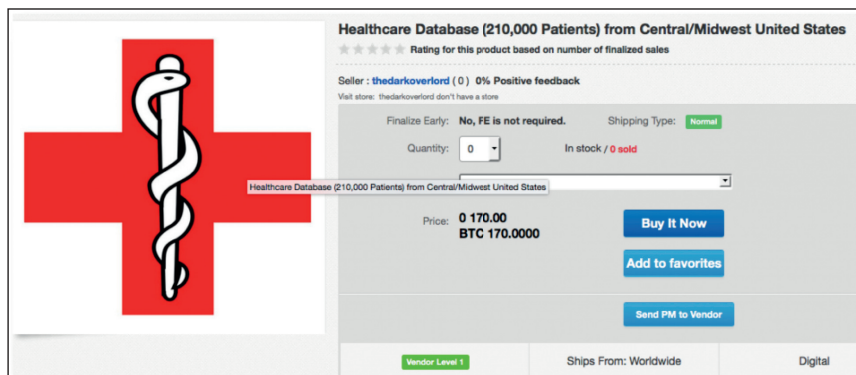 Healthcare Database (210,000 Patients) from Central/Midwest United States
Rating for this product based on number of finalized sales
Seller : thedarkoverlord ( 0 ) 0% Positive feedback
Visit store: thedarkoverlord don't have a store
Finalize Early: No, FE is not required. Shipping Type: Normal
Quantity: 0 In stock / 0 sold
Healthcare Database (210,000 Patients) from Central/Midwest United States
Price: 0 170.00
BTC 170.0000
Buy It Now
Add to favorites
Send PM to Vendor
Vendor Level 1 Ships From: Worldwide Digital